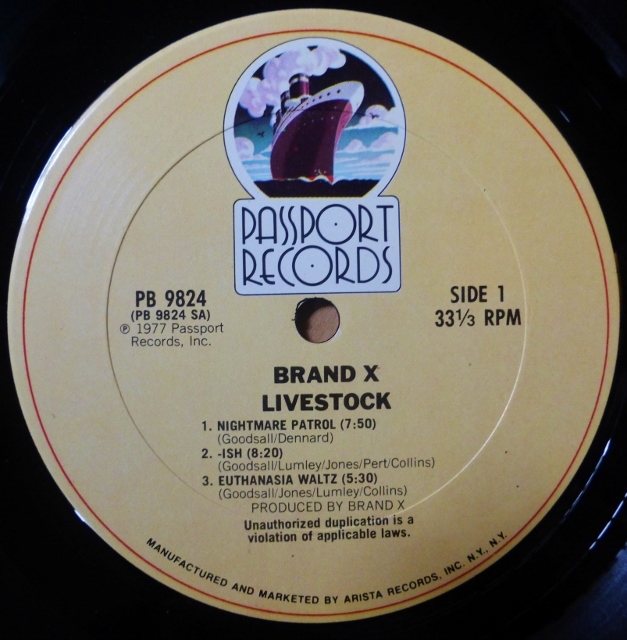 PASSPORT
RECORDS
PB 9824
(PB 9824 SA)
℗ 1977 Passport
Records, Inc.
SIDE 1
33⅓ RPM
BRAND X
LIVESTOCK
1. NIGHTMARE PATROL (7:50)
(Goodsall/Dennard)
2. -ISH (8:20)
(Goodsall/Lumley/Jones/Pert/Collins)
3. EUTHANASIA WALTZ (5:30)
(Goodsall/Jones/Lumley/Collins)
PRODUCED BY BRAND X
Unauthorized duplication is a
violation of applicable laws.
MANUFACTURED AND MARKETED BY ARISTA RECORDS, INC. N.Y., N.Y.